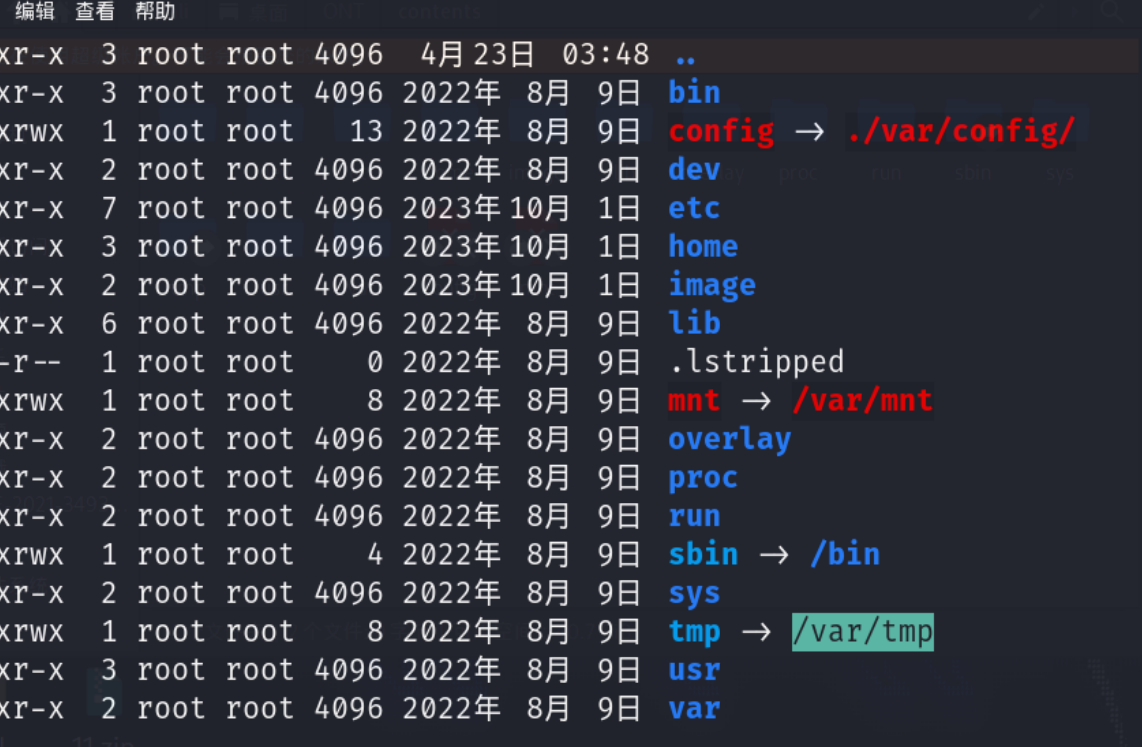 编辑 查看 帮助
xr-x 3 root root 4096 4月 23日 03:48 ..
xr-x 3 root root 4096 2022年 8月 9日 bin
xrwx 1 root root 13 2022年 8月 9日 config → ./var/config/
xr-x 2 root root 4096 2022年 8月 9日 dev
xr-x 7 root root 4096 2023年 10月 1日 etc
xr-x 3 root root 4096 2023年 10月 1日 home
xr-x 2 root root 4096 2023年 10月 1日 image
xr-x 6 root root 4096 2022年 8月 9日 lib
-r-- 1 root root 0 2022年 8月 9日 .lstripped
xrwx 1 root root 8 2022年 8月 9日 mnt → /var/mnt
xr-x 2 root root 4096 2022年 8月 9日 overlay
xr-x 2 root root 4096 2022年 8月 9日 proc
xr-x 2 root root 4096 2022年 8月 9日 run
xrwx 1 root root 4 2022年 8月 9日 sbin → /bin
xr-x 2 root root 4096 2022年 8月 9日 sys
xrwx 1 root root 8 2022年 8月 9日 tmp → /var/tmp
xr-x 3 root root 4096 2022年 8月 9日 usr
xr-x 2 root root 4096 2022年 8月 9日 var